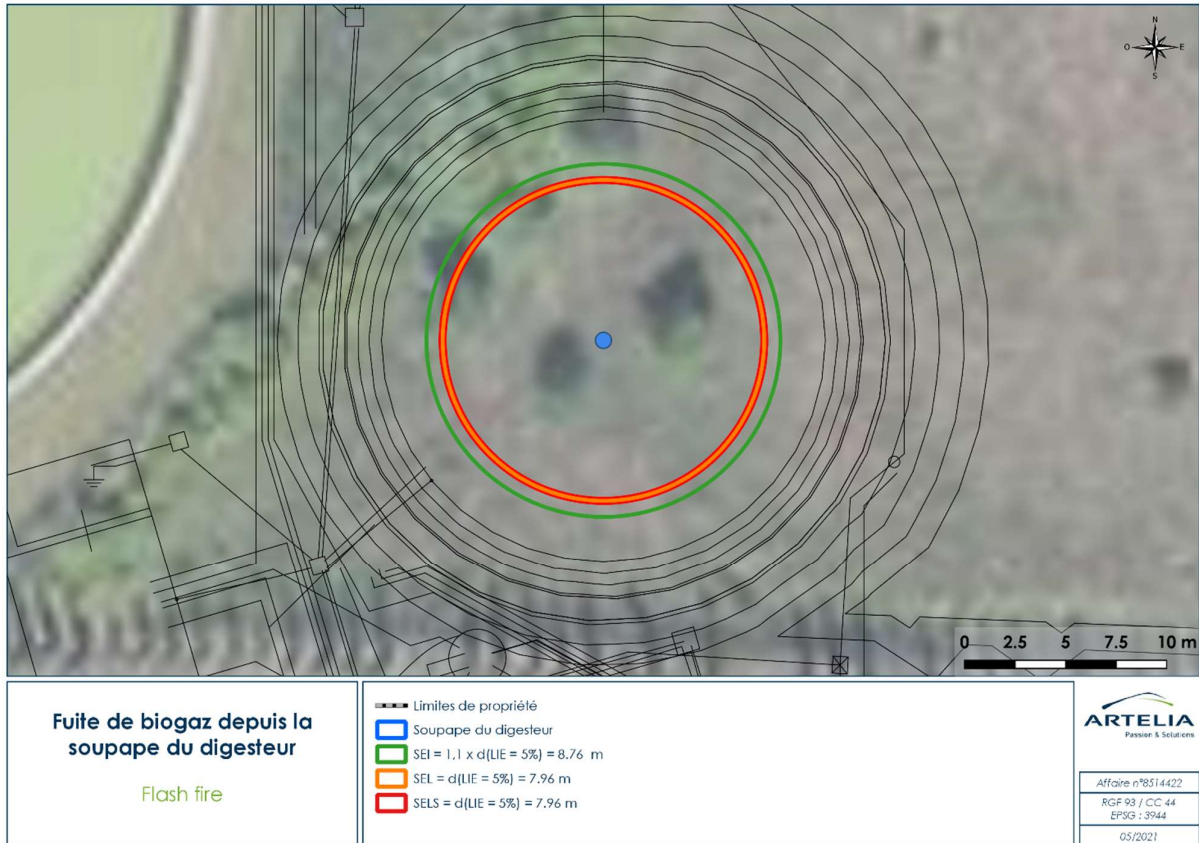 N
O
E
S
0 2.5 5 7.5 10 m
Fuite de biogaz depuis la
soupape du digesteur
Flash fire
Limites de propriété
Soupape du digesteur
SEI = 1,1 x d(LIE = 5%) = 8.76 m
SEL = d(LIE = 5%) = 7.96 m
SELS = d(LIE = 5%) = 7.96 m
ARTELIA
Passion & Solutions
Affaire n°8514422
RGF 93 / CC 44
EPSG : 3944
05/2021